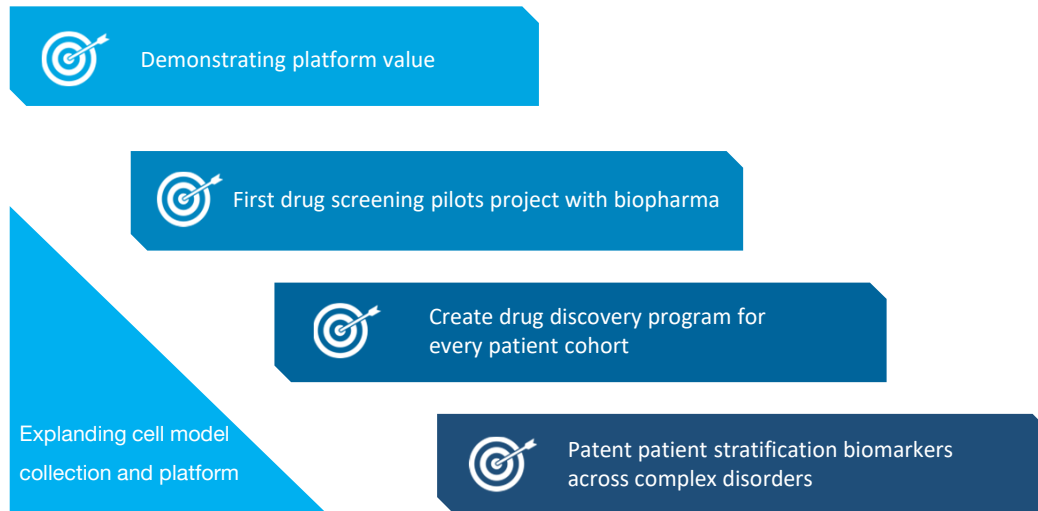 Demonstrating platform value
First drug screening pilots project with biopharma
Create drug discovery program for
every patient cohort
Explanding cell model
collection and platform
Patent patient stratification biomarkers
across complex disorders